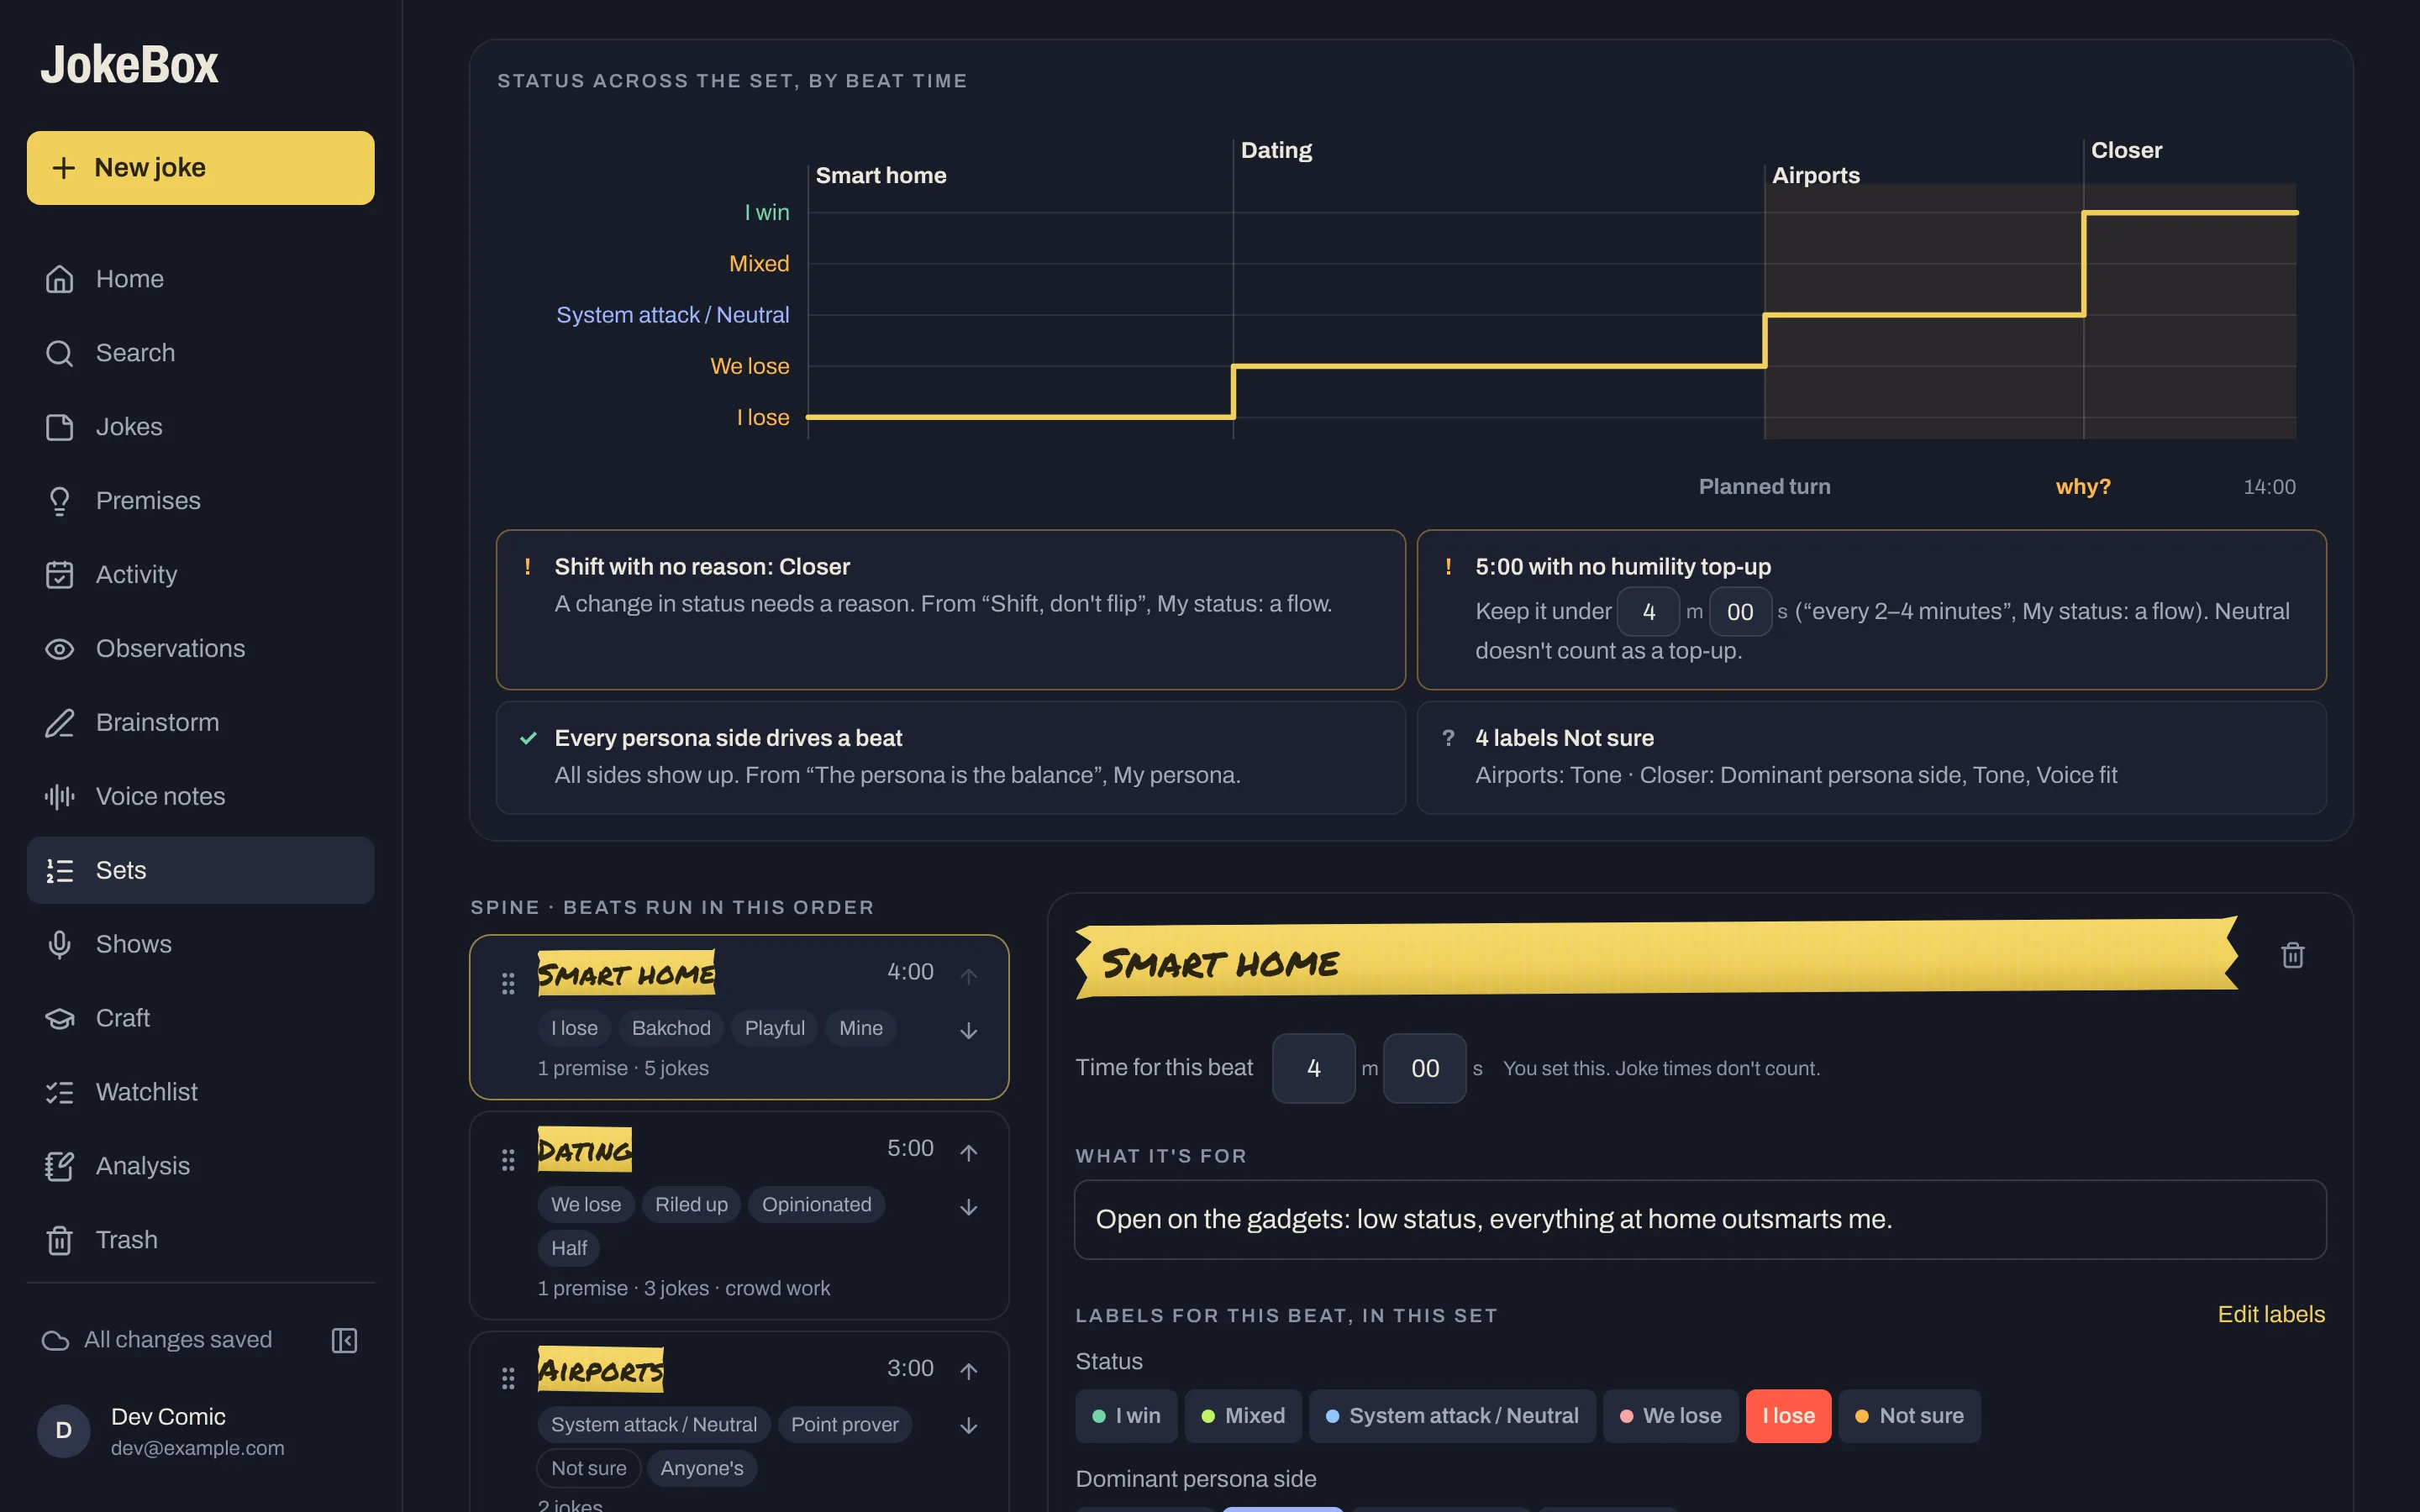 JokeBox
New joke
Home
Search
Jokes
Premises
Activity
Observations
Brainstorm
Voice notes
Sets
Shows
Craft
Watchlist
Analysis
Trash
All changes saved
D
Dev Comic
dev@example.com
STATUS ACROSS THE SET, BY BEAT TIME
Smart home
Dating
Airports
Closer
I win
Mixed
System attack / Neutral
We lose
I lose
Planned turn
why?
14:00
! Shift with no reason: Closer
A change in status needs a reason. From “Shift, don't flip”, My status: a flow.
! 5:00 with no humility top-up
Keep it under 4 m 00 s (“every 2–4 minutes”, My status: a flow). Neutral
doesn't count as a top-up.
Every persona side drives a beat
All sides show up. From “The persona is the balance”, My persona.
? 4 labels Not sure
Airports: Tone · Closer: Dominant persona side, Tone, Voice fit
SPINE · BEATS RUN IN THIS ORDER
Smart home 4:00
I lose Bakchod Playful Mine
1 premise · 5 jokes
Dating 5:00
We lose Riled up Opinionated
Half
1 premise · 3 jokes · crowd work
Airports 3:00
System attack / Neutral Point prover
Not sure Anyone's
2 jokes
Smart home
Time for this beat 4 m 00 s You set this. Joke times don't count.
WHAT IT'S FOR
Open on the gadgets: low status, everything at home outsmarts me.
LABELS FOR THIS BEAT, IN THIS SET Edit labels
Status
I win Mixed System attack / Neutral We lose I lose Not sure
Dominant persona side